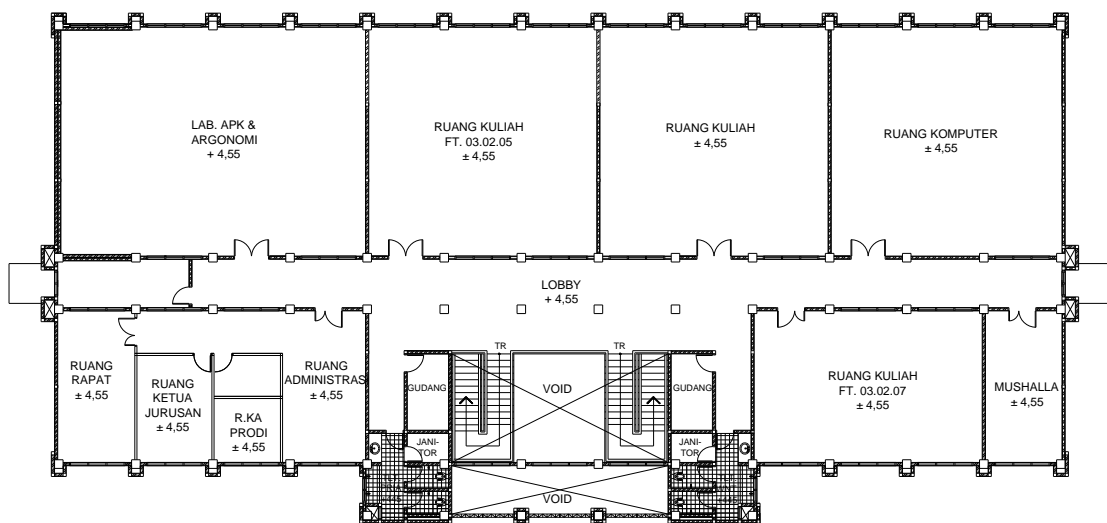 LAB. APK &
ARGONOMI
+ 4,55
RUANG KULIAH
FT. 03.02.05
± 4,55
RUANG KULIAH
± 4,55
RUANG KOMPUTER
± 4,55
LOBBY
+ 4,55
RUANG
RAPAT
± 4,55
RUANG
KETUA
JURUSAN
± 4,55
R.KA
PRODI
± 4,55
RUANG
ADMINISTRAS
± 4,55
GUDANG
JANI-
TOR
TR
TR
VOID
VOID
GUDANG
JANI-
TOR
RUANG KULIAH
FT. 03.02.07
± 4,55
MUSHALLA
± 4,55